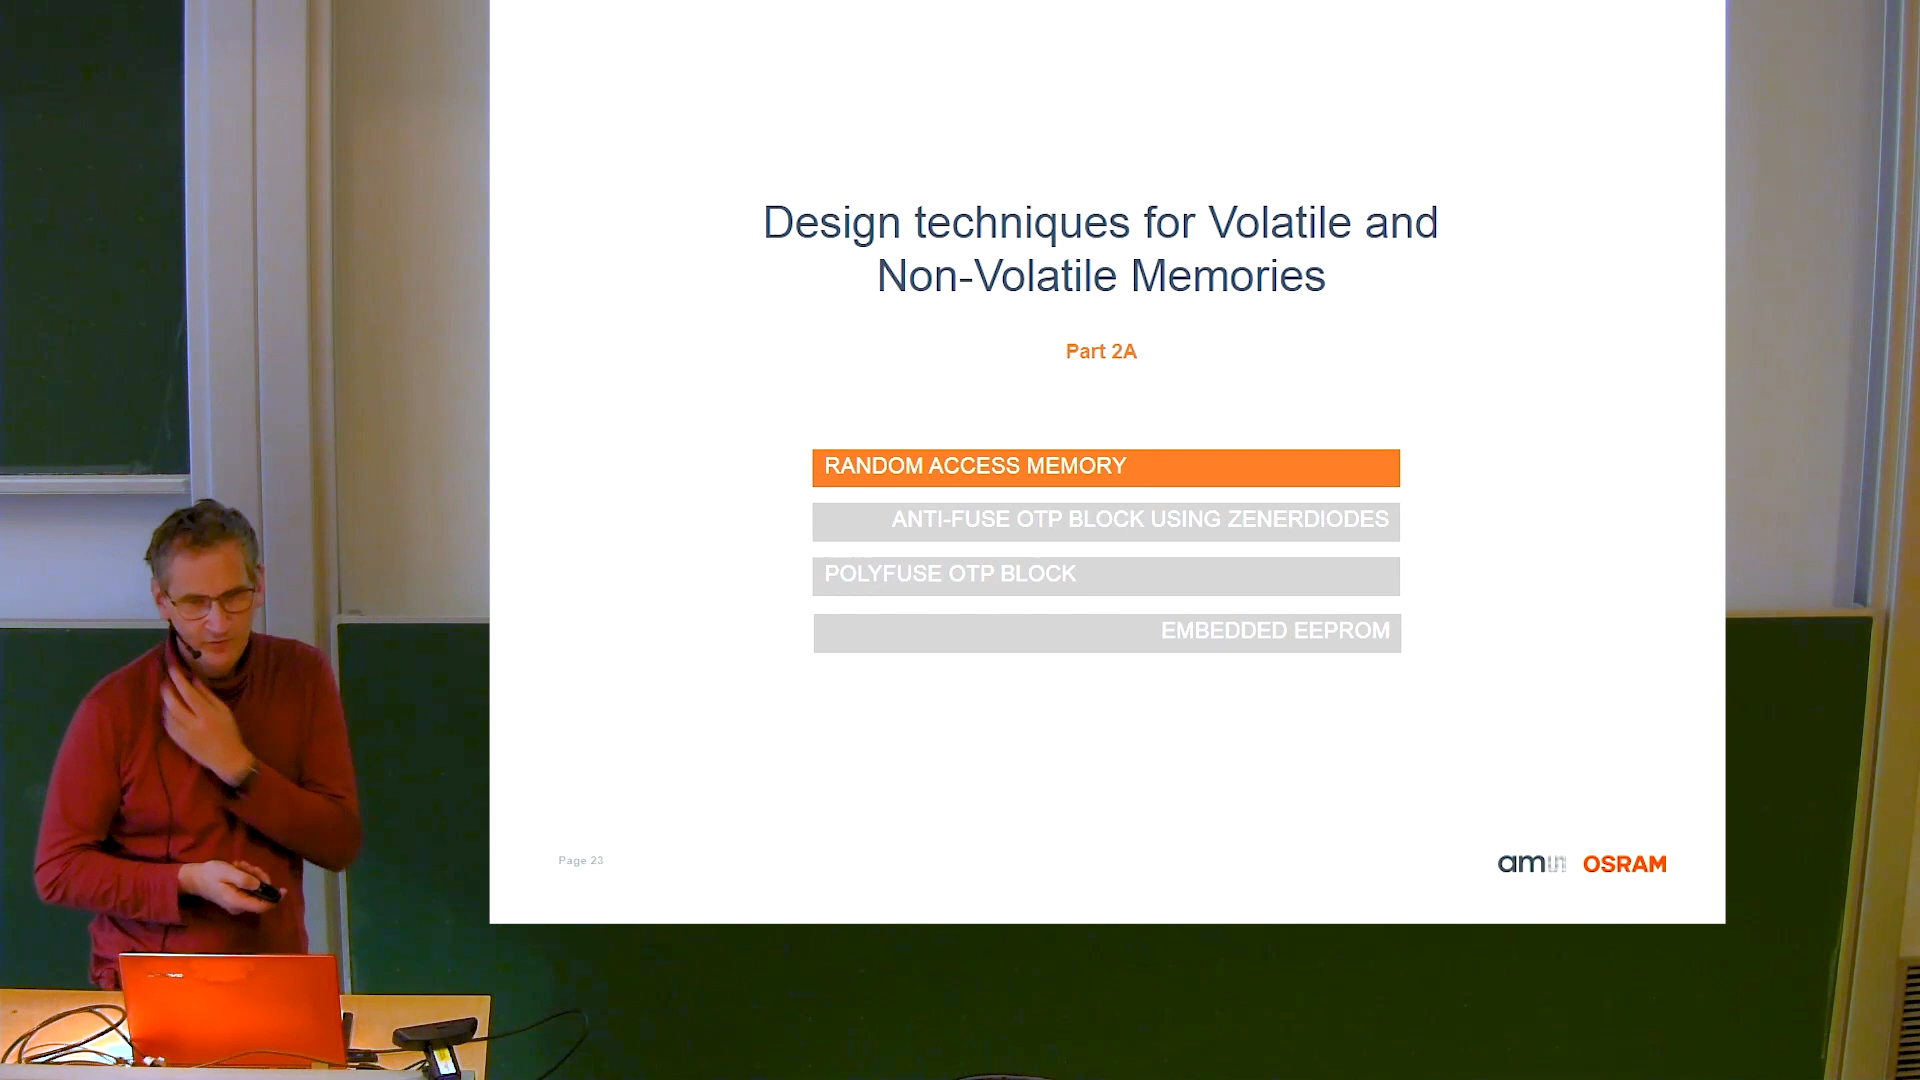 Design techniques for Volatile and
Non-Volatile Memories
Part 2A
RANDOM ACCESS MEMORY
ANTI-FUSE OTP BLOCK USING ZENERDIODES
POLYFUSE OTP BLOCK
EMBEDDED EEPROM
Page 23
am OSRAM